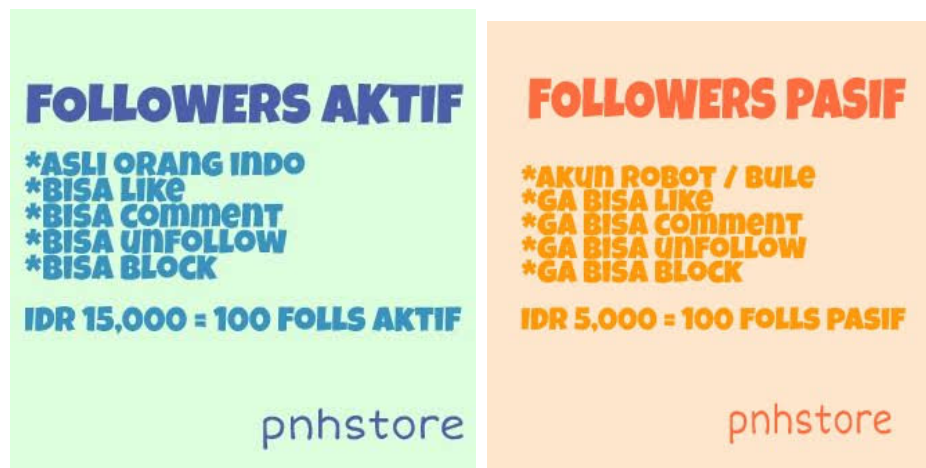 FOLLOWERS AKTIF
*ASLI ORANG INDO
*BISA LIKE
*BISA COMMENT
*BISA UNFOLLOW
*BISA BLOCK
IDR 15,000 = 100 FOLLS AKTIF
pnhstore
FOLLOWERS PASIF
*AKUN ROBOT / BULE
*GA BISA LIKE
*GA BISA COMMENT
*GA BISA UNFOLLOW
*GA BISA BLOCK
IDR 5,000 = 100 FOLLS PASIF
pnhstore